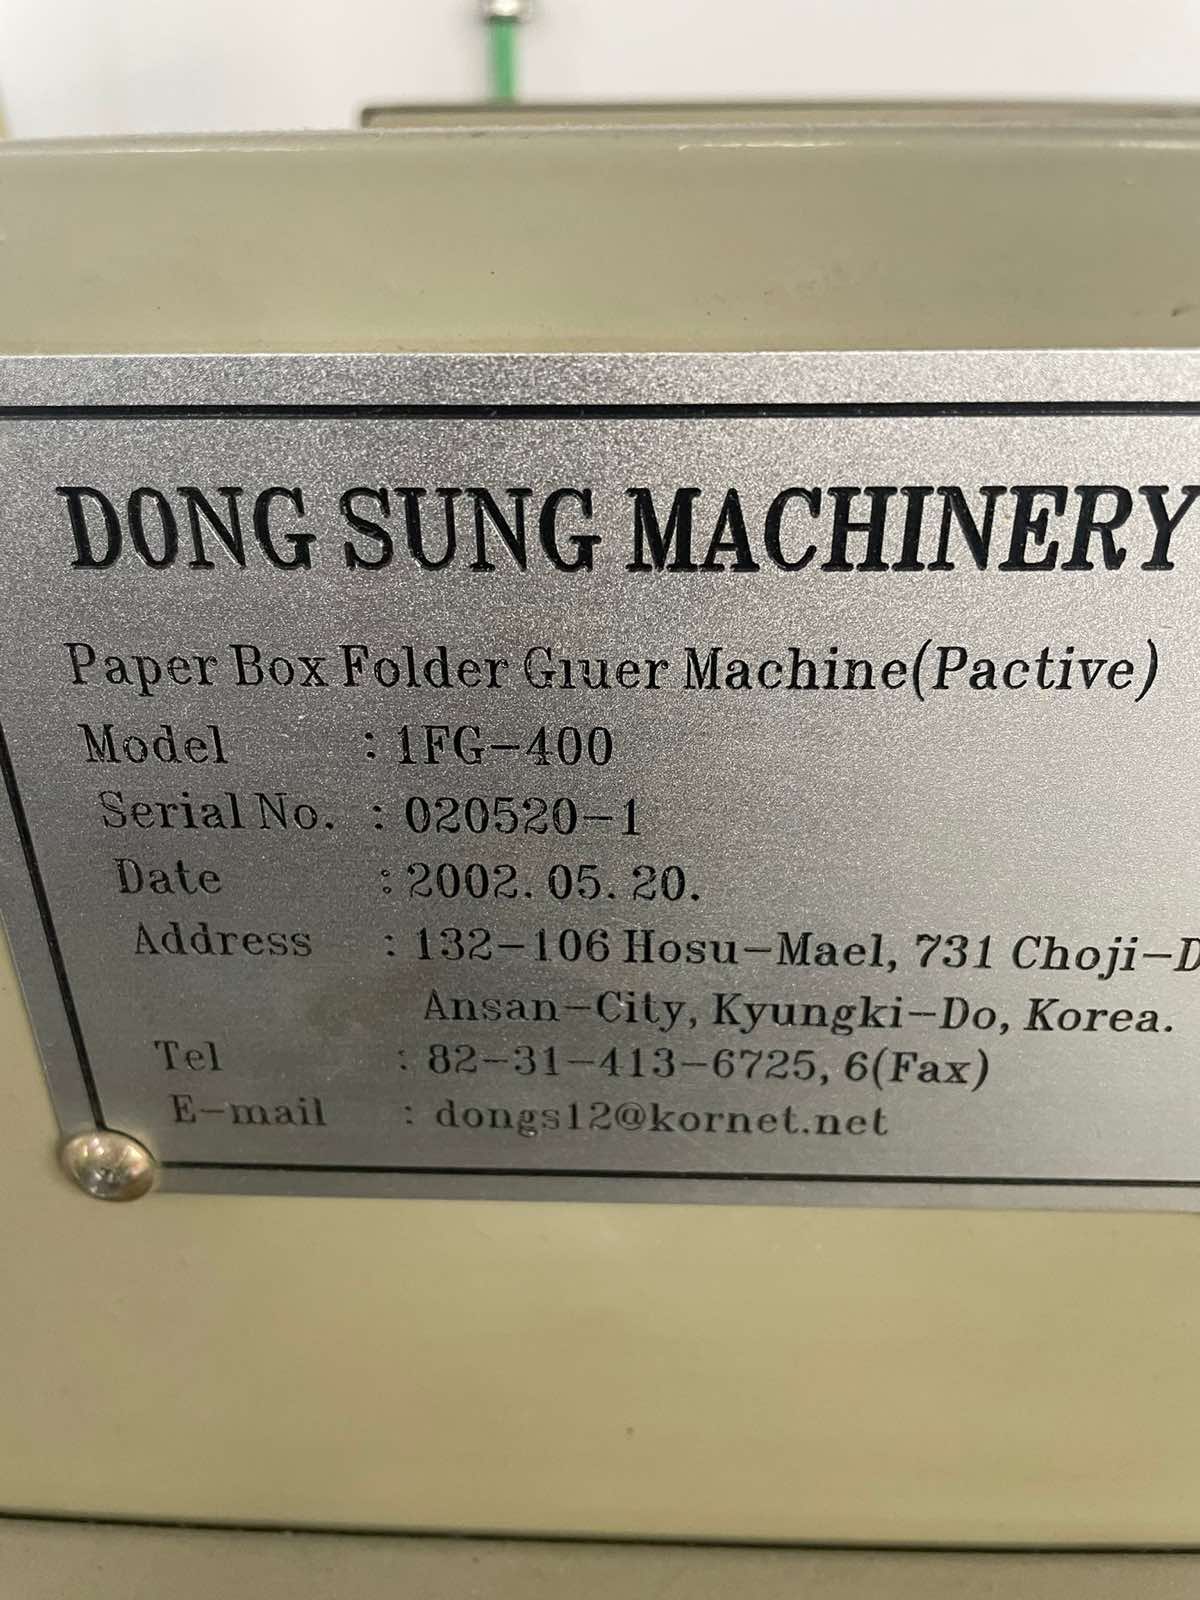 DONG SUNG MACHINERY
Paper Box Folder Gıuer Machine(Pactive)
Model : 1FG-400
Serial No. : 020520-1
Date : 2002. 05. 20.
Address : 132-106 Hosu-Mael, 731 Choji-D
Ansan-City, Kyungki-Do, Korea.
Tel : 82-31-413-6725, 6(Fax)
E-mail : dongs12@kornet.net